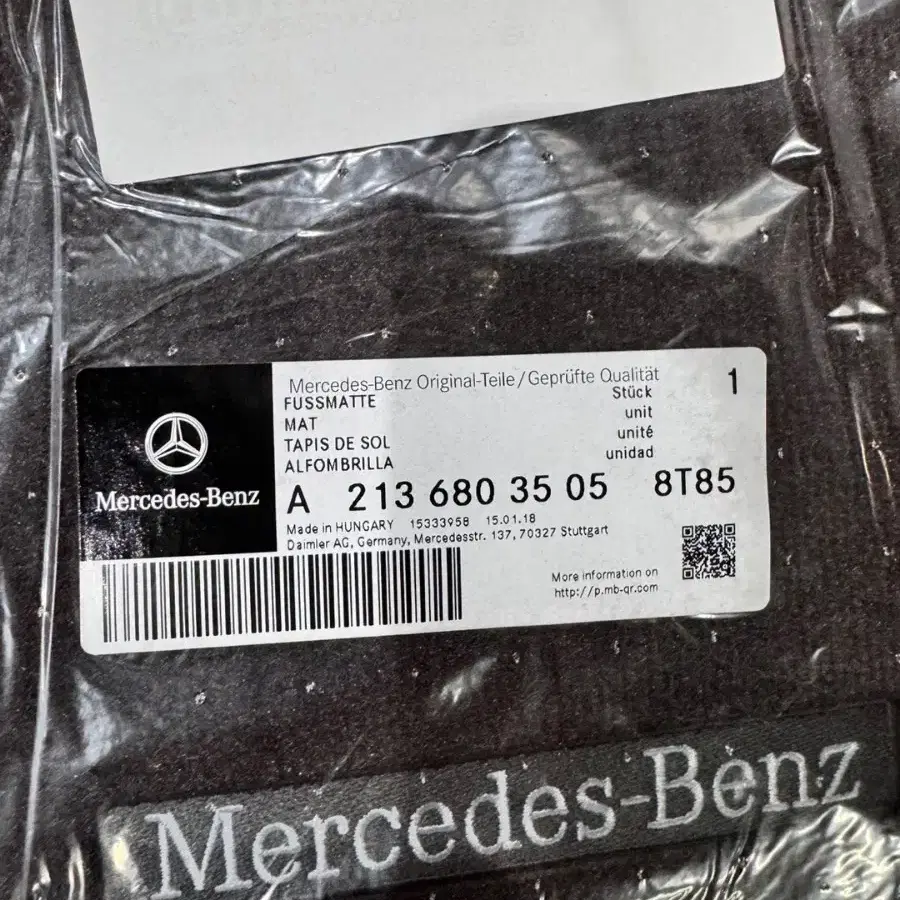 Mercedes-Benz Original-Teile/Geprüfte Qualität
1
FUSSMATTE Stück
MAT unit
TAPIS DE SOL unité
ALFOMBRILLA unidad
Mercedes-Benz
A 213 680 35 05 8T85
Made in HUNGARY 15333958 15.01.18
Daimler AG, Germany, Mercedesstr. 137, 70327 Stuttgart
More information on
http://p.mb-qr.com
Mercedes-Benz